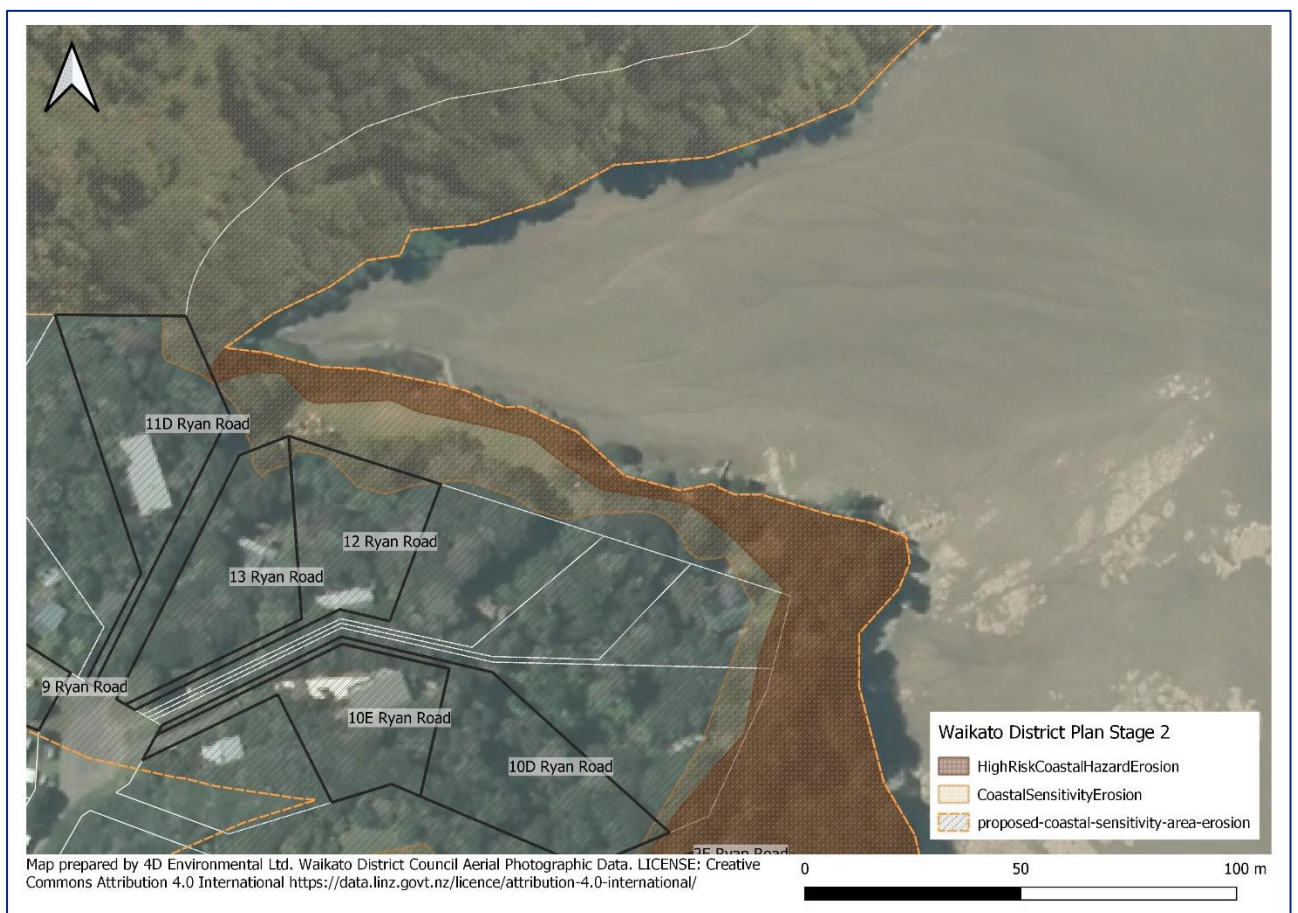 11D Ryan Road
12 Ryan Road
13 Ryan Road
9 Ryan Road
10E Ryan Road
10D Ryan Road
Waikato District Plan Stage 2
HighRiskCoastalHazardErosion
CoastalSensitivityErosion
proposed-coastal-sensitivity-area-erosion
Ryan Road
Map prepared by 4D Environmental Ltd. Waikato District Council Aerial Photographic Data. LICENSE: Creative
Commons Attribution 4.0 International https://data.linz.govt.nz/licence/attribution-4.0-international/
0 50 100 m